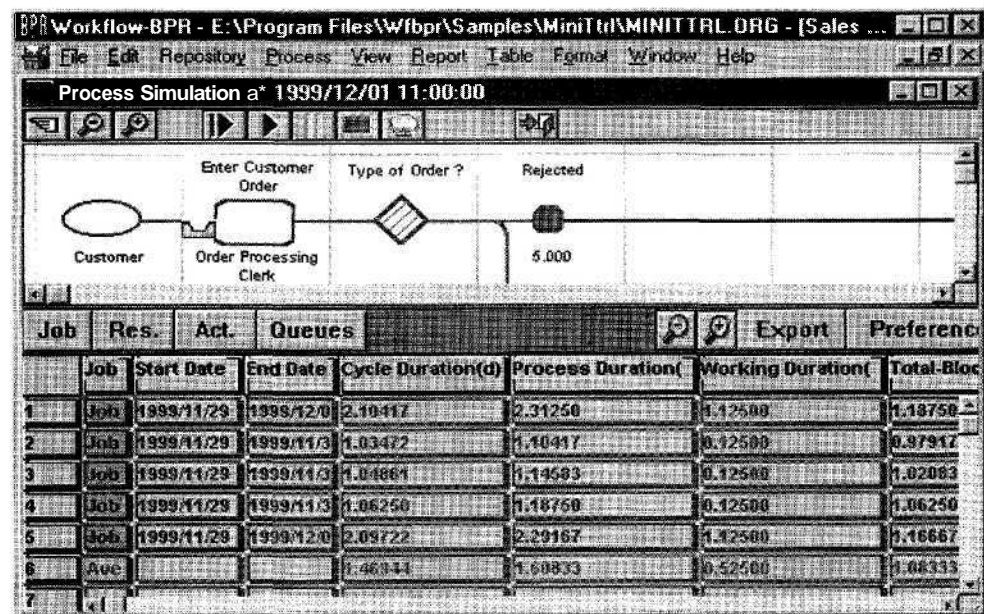 BPR Workflow-BPR - E:\Program Files\Wfbpr\Samples\MiniTtrl\MINITTRL.ORG - [Sales ...
File Edit Repository Process View Report Table Format Window Help
Process Simulation a* 1999/12/01 11:00:00
Enter Customer Order
Type of Order ?
Rejected
Customer
Order Processing Clerk
5.000
Job Res. Act. Queues Export Preferenc
Job Start Date End Date Cycle Duration(d) Process Duration( Working Duration( Total-Bloc
1 Job 1999/11/29 1999/12/0 2.10417 2.31250 1.12500 1.18750
2 Job 1999/11/29 1999/11/3 1.03472 1.10417 0.12500 0.97917
3 Job 1999/11/29 1999/11/3 1.04861 1.14583 0.12500 1.02083
4 Job 1999/11/29 1999/11/3 1.06250 1.18750 0.12500 1.06250
5 Job 1999/11/29 1999/12/0 2.09722 2.29167 1.12500 1.16667
6 Ave 1.46944 1.60833 0.52500 1.08333
7